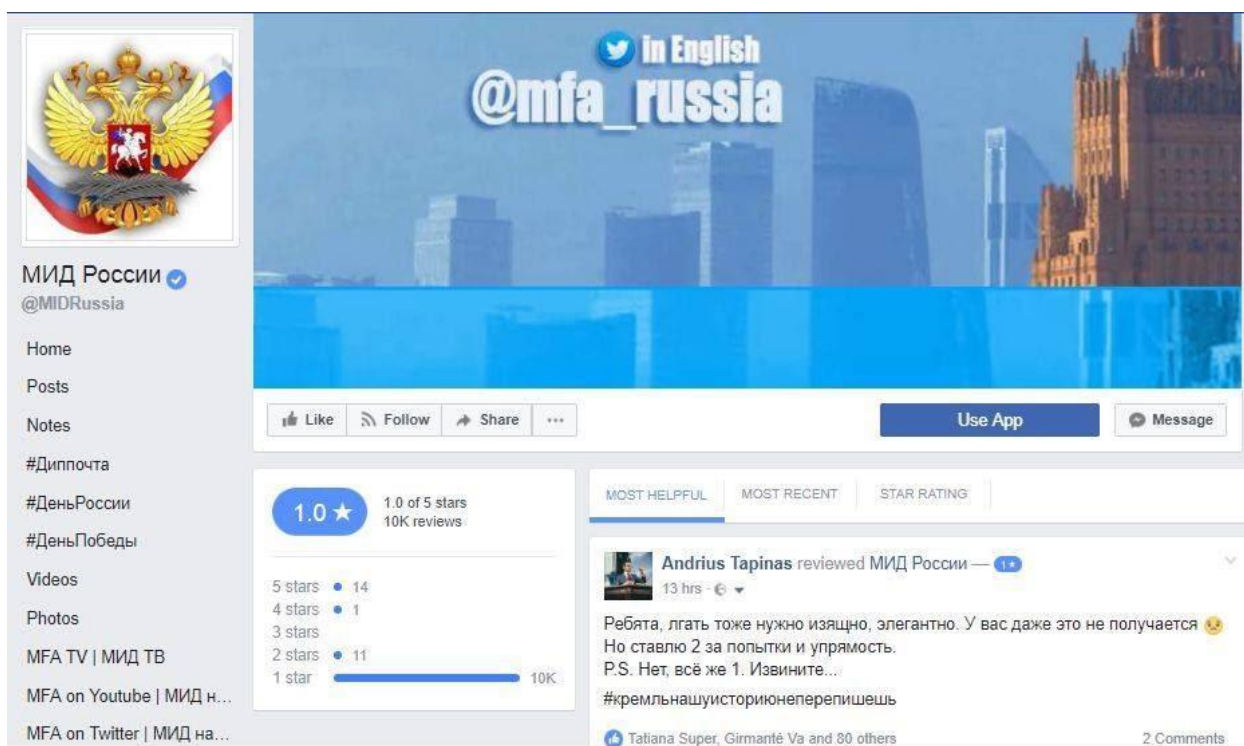 in English
@mfa_russia
МИД России
@MIDRussia
Home
Posts
Notes
#Диппочта
#ДеньРоссии
#ДеньПобеды
Videos
Photos
MFA TV | МИД ТВ
MFA on Youtube | МИД н...
MFA on Twitter | МИД на...
Like Follow Share ...
Use App
Message
1.0 ★
1.0 of 5 stars
10K reviews
5 stars 14
4 stars 1
3 stars
2 stars 11
1 star 10K
MOST HELPFUL MOST RECENT STAR RATING
Andrius Tapinas reviewed МИД России — 1★
13 hrs ·
Ребята, лгать тоже нужно изящно, элегантно. У вас даже это не получается
Но ставлю 2 за попытки и упрямость.
P.S. Нет, всё же 1. Извините...
#кремльнашуисториюнеперепишешь
Tatiana Super, Girmanté Va and 80 others
2 Comments